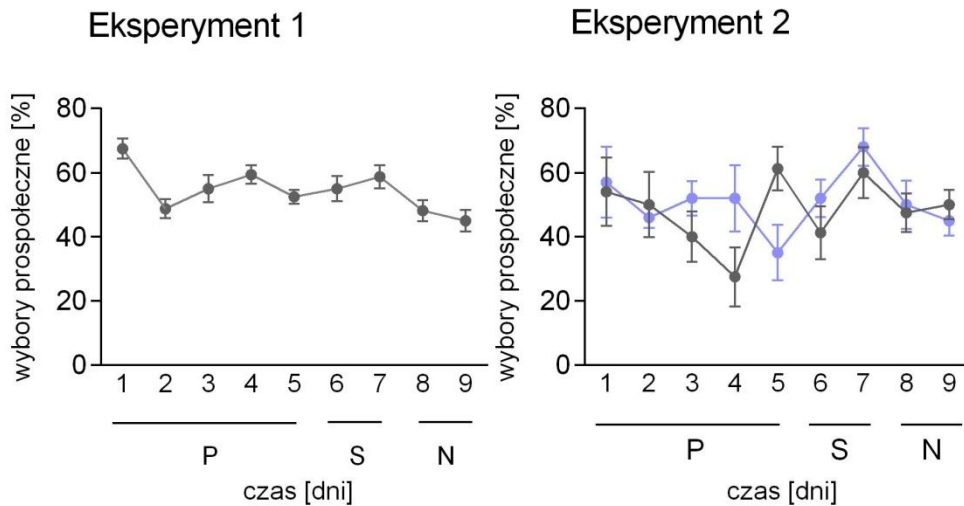 Eksperyment 1
wybory prospołeczne [%]
80
60
40
20
0
1 2 3 4 5 6 7 8 9
P S N
czas [dni]
Eksperyment 2
wybory prospołeczne [%]
80
60
40
20
0
1 2 3 4 5 6 7 8 9
P S N
czas [dni]